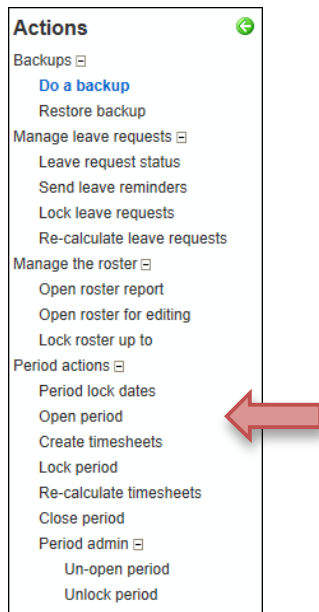 Actions
Backups
Do a backup
Restore backup
Manage leave requests
Leave request status
Send leave reminders
Lock leave requests
Re-calculate leave requests
Manage the roster
Open roster report
Open roster for editing
Lock roster up to
Period actions
Period lock dates
Open period
Create timesheets
Lock period
Re-calculate timesheets
Close period
Period admin
Un-open period
Unlock period